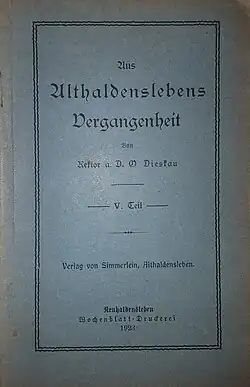 Aus
Althaldenslebens
Vergangenheit
Von
Rektor a. D. O Dieskau
V. Teil
Verlag von Simmerlein, Althaldensleben.
Neuhaldensleben
Wochenblatt-Druckerei
1923